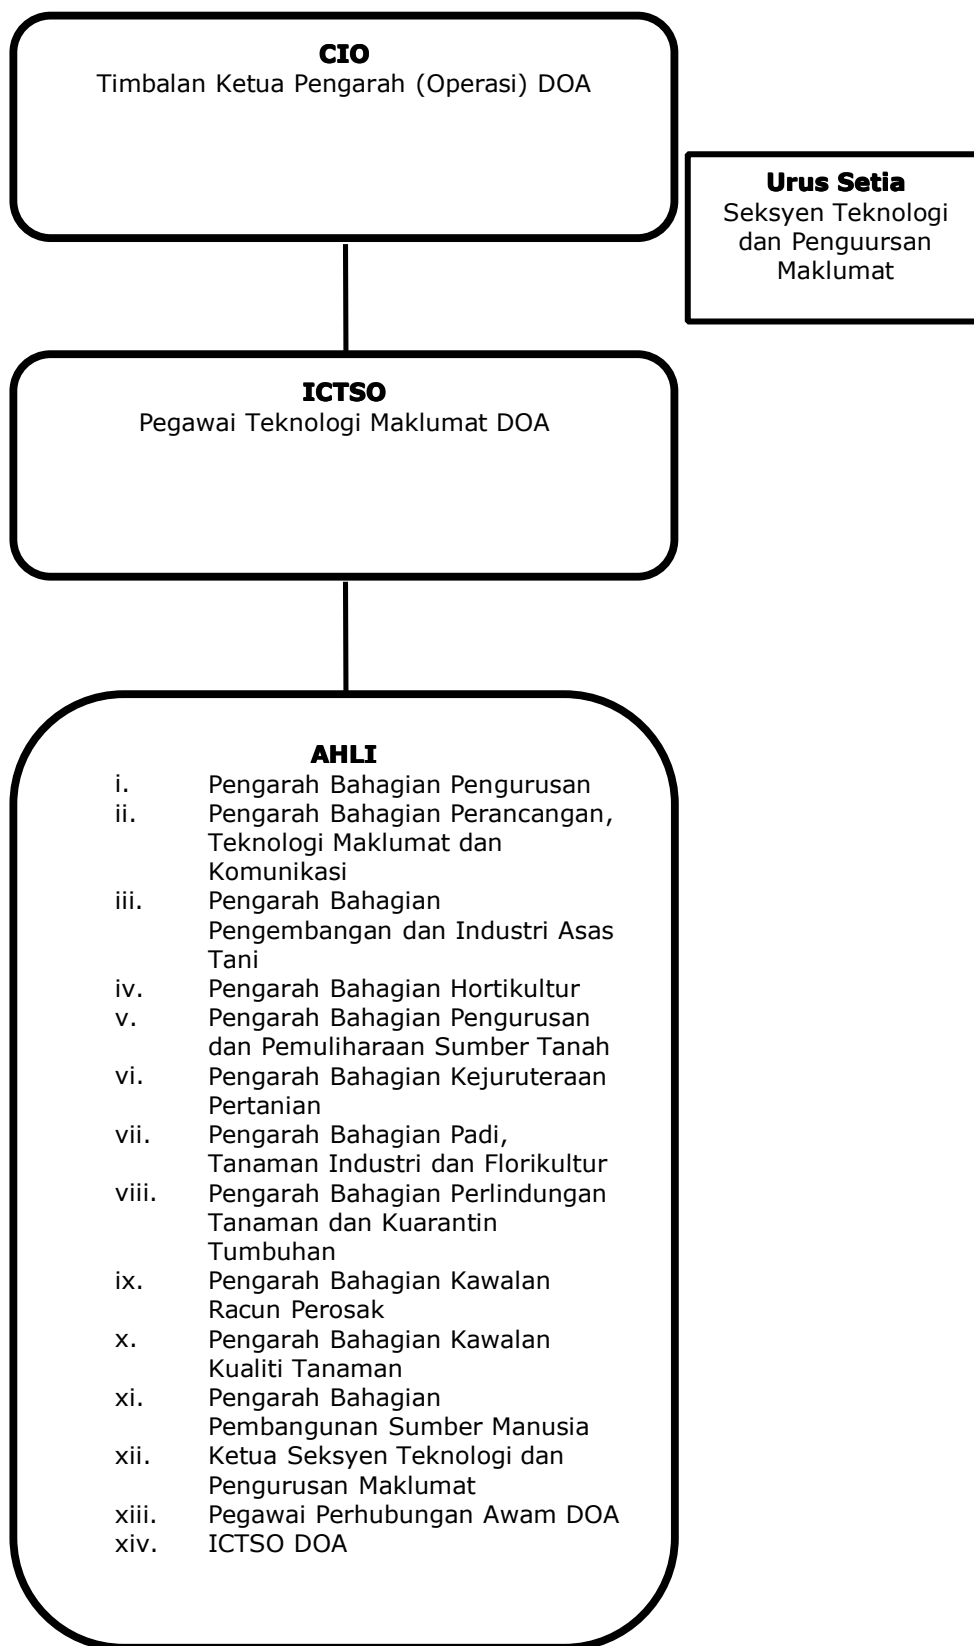 CIO
Timbalan Ketua Pengarah (Operasi) DOA
Urus Setia
Seksyen Teknologi
dan Penguursan
Maklumat
ICTSO
Pegawai Teknologi Maklumat DOA
AHLI
i. Pengarah Bahagian Pengurusan
ii. Pengarah Bahagian Perancangan,
Teknologi Maklumat dan
Komunikasi
iii. Pengarah Bahagian
Pengembangan dan Industri Asas
Tani
iv. Pengarah Bahagian Hortikultur
v. Pengarah Bahagian Pengurusan
dan Pemuliharaan Sumber Tanah
vi. Pengarah Bahagian Kejuruteraan
Pertanian
vii. Pengarah Bahagian Padi,
Tanaman Industri dan Florikultur
viii. Pengarah Bahagian Perlindungan
Tanaman dan Kuarantin
Tumbuhan
ix. Pengarah Bahagian Kawalan
Racun Perosak
x. Pengarah Bahagian Kawalan
Kualiti Tanaman
xi. Pengarah Bahagian
Pembangunan Sumber Manusia
xii. Ketua Seksyen Teknologi dan
Pengurusan Maklumat
xiii. Pegawai Perhubungan Awam DOA
xiv. ICTSO DOA